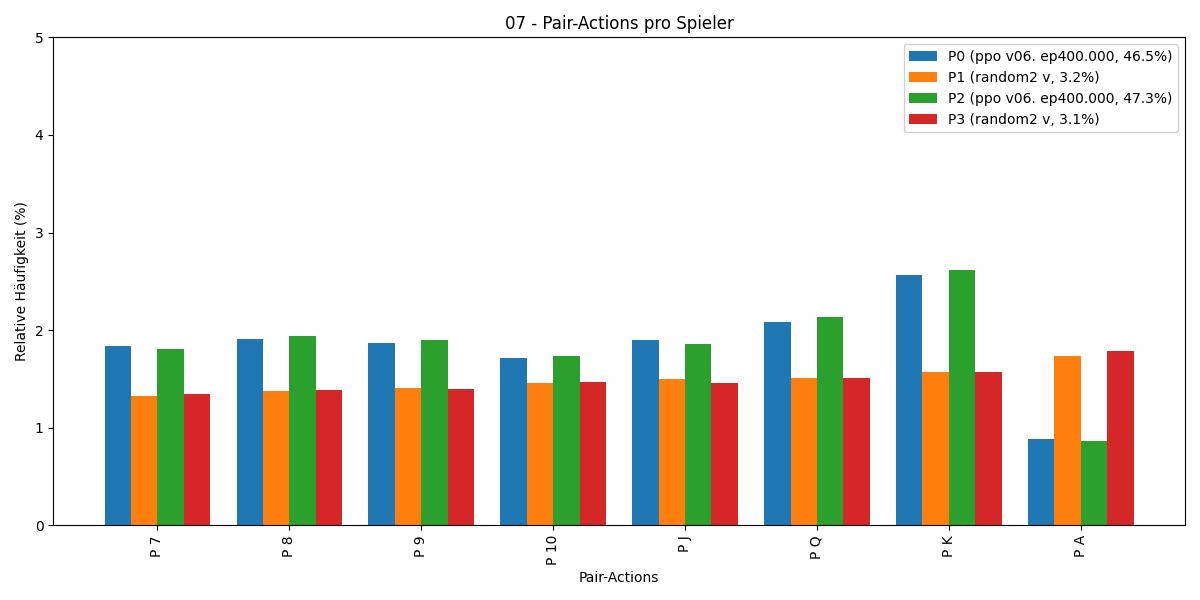 07 - Pair-Actions pro Spieler
Relative Häufigkeit (%)
5
4
3
2
1
0
P0 (ppo v06. ep400.000, 46.5%)
P1 (random2 v, 3.2%)
P2 (ppo v06. ep400.000, 47.3%)
P3 (random2 v, 3.1%)
P 7
P 8
P 9
P 10
P J
P Q
P K
P A
Pair-Actions